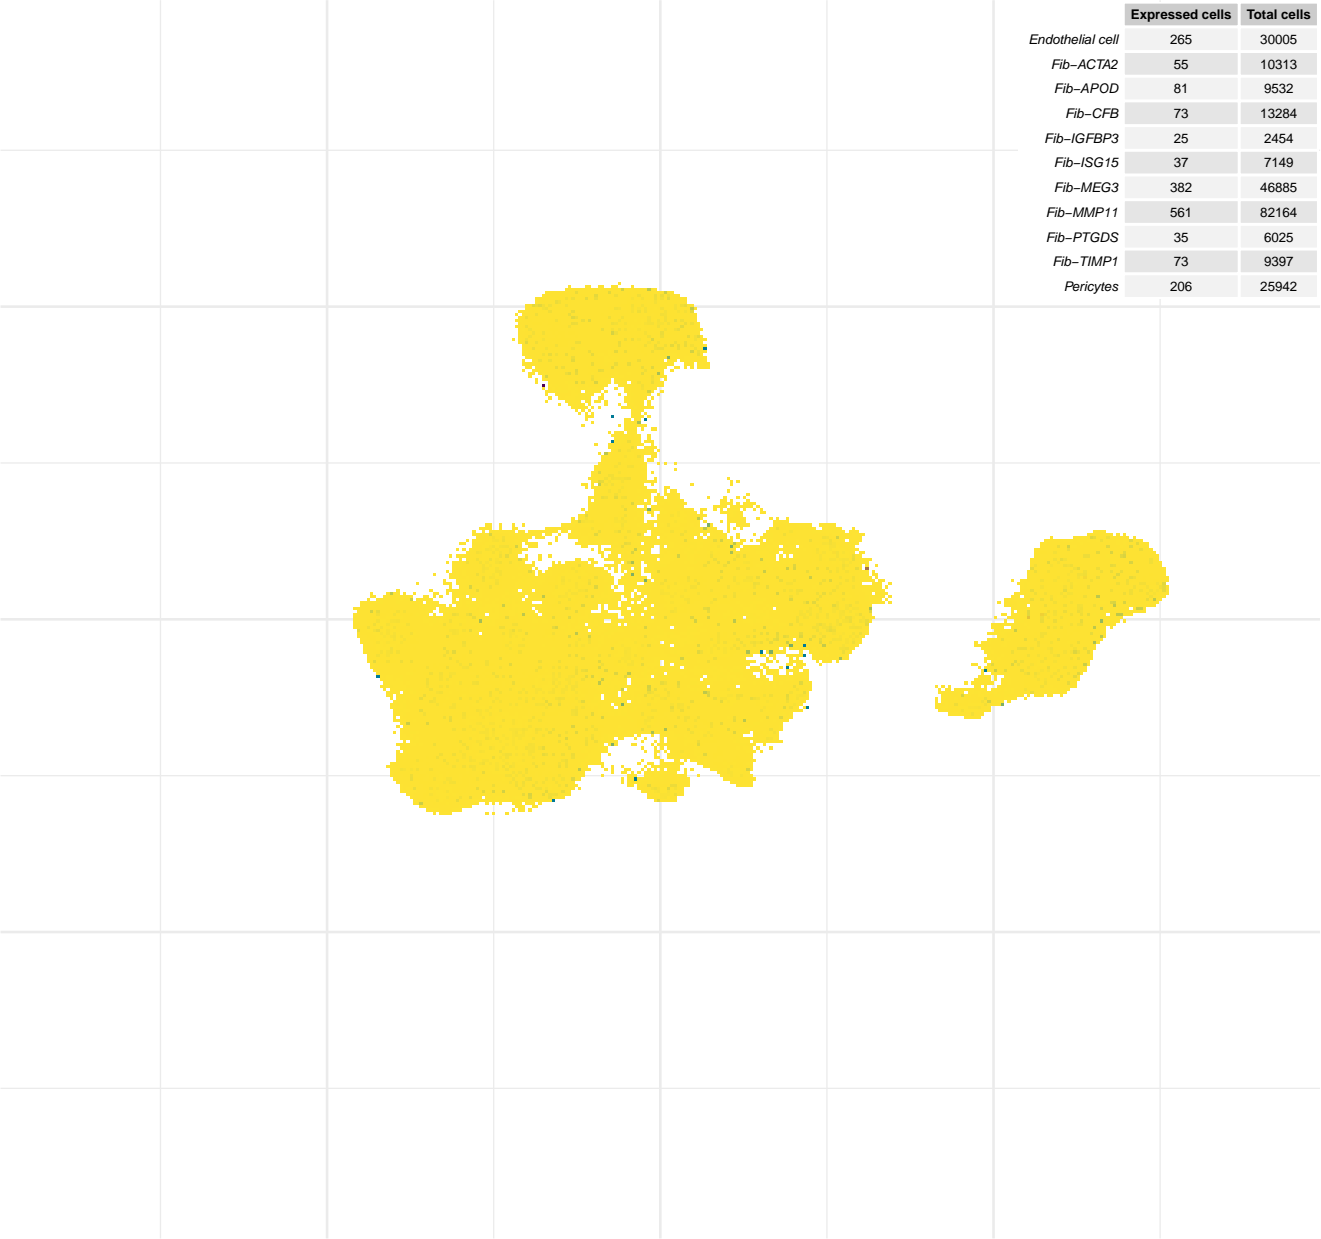 Expressed cells Total cells
Endothelial cell 265 30005
Fib−ACTA2 55 10313
Fib−APOD 81 9532
Fib−CFB 73 13284
Fib−IGFBP3 25 2454
Fib−ISG15 37 7149
Fib−MEG3 382 46885
Fib−MMP11 561 82164
Fib−PTGDS 35 6025
Fib−TIMP1 73 9397
Pericytes 206 25942